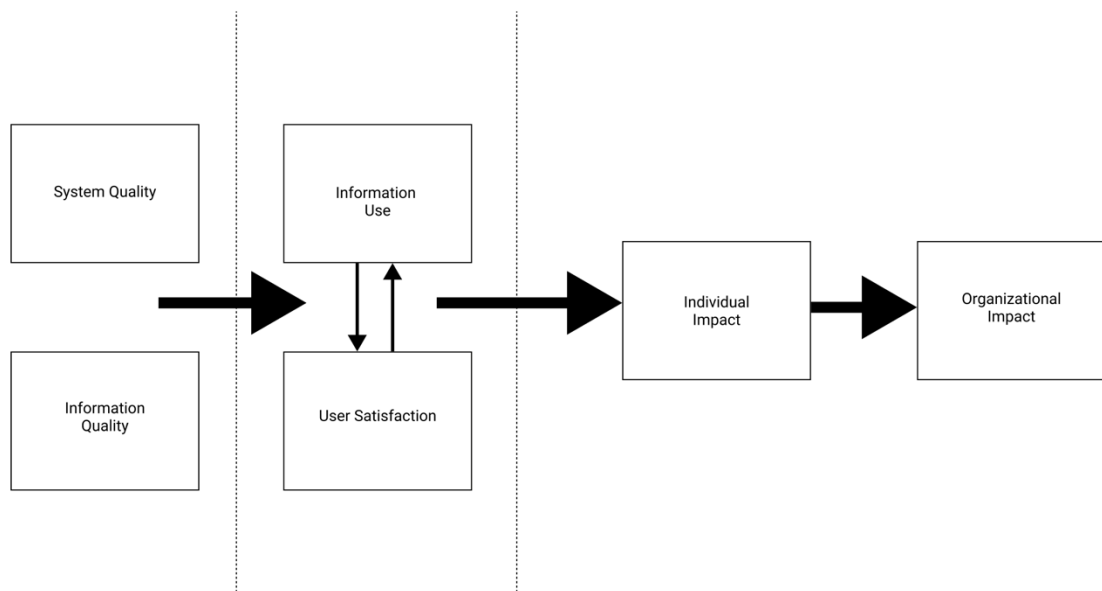 System Quality
Information
Quality
Information
Use
User Satisfaction
Individual
Impact
Organizational
Impact